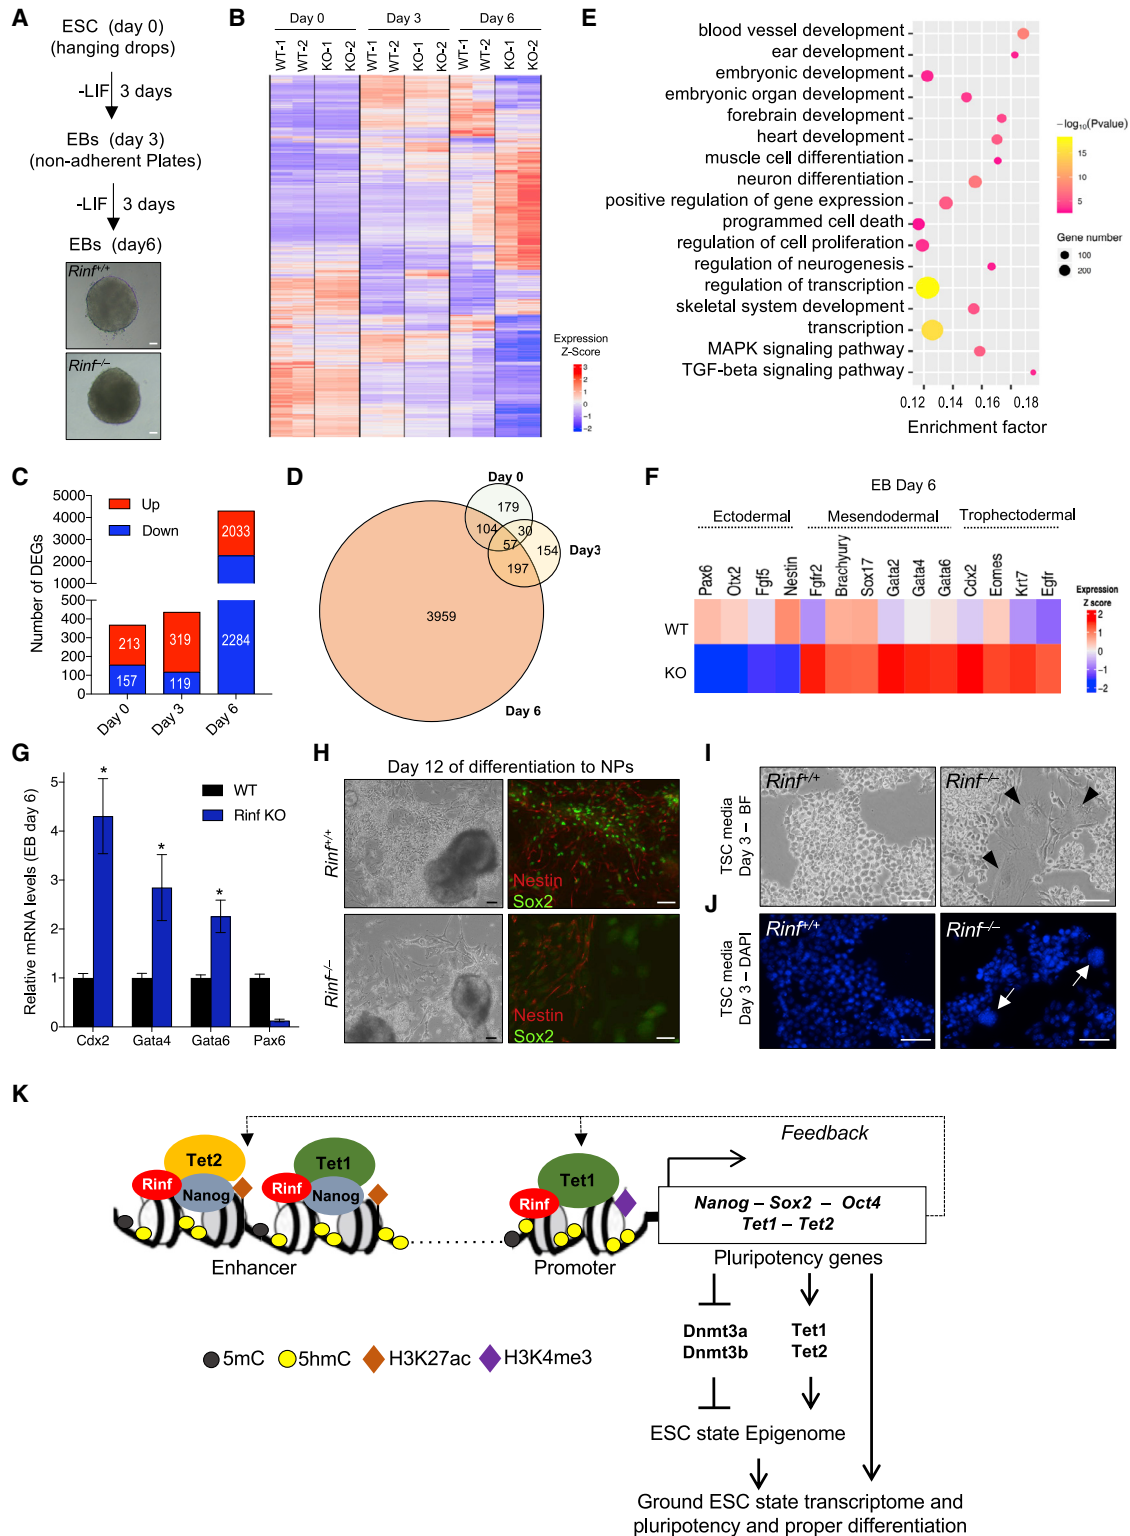 A
ESC (day 0)
(hanging drops)
-LIF 3 days
EBs (day 3)
(non-adherent Plates)
-LIF 3 days
EBs (day6)
Rinf+/+
Rinf-/-
B
Day 0 Day 3 Day 6
WT-1 WT-2 KO-1 KO-2 WT-1 WT-2 KO-1 KO-2 WT-1 WT-2 KO-1 KO-2
Expression
Z-Score
3
2
1
0
−1
−2
E
blood vessel development
ear development
embryonic development
embryonic organ development
forebrain development
heart development
muscle cell differentiation
neuron differentiation
positive regulation of gene expression
programmed cell death
regulation of cell proliferation
regulation of neurogenesis
regulation of transcription
skeletal system development
transcription
MAPK signaling pathway
TGF-beta signaling pathway
0.12 0.14 0.16 0.18
Enrichment factor
−log10(Pvalue)
15
10
5
Gene number
100
200
C
Number of DEGs
5000
4000
3000
2000
1000
500
400
300
200
100
0
Up
Down
213
157
319
119
2033
2284
Day 0 Day 3 Day 6
D
Day 0
179
104 30
57
154
Day3
197
3959
Day 6
F
EB Day 6
Ectodermal Mesendodermal Trophectodermal
Pax6 Otx2 Fgf5 Nestin Fgfr2 Brachyury Sox17 Gata2 Gata4 Gata6 Cdx2 Eomes Krt7 Egfr
WT
KO
Expression
Z score
2
1
0
−1
−2
G
Relative mRNA levels (EB day 6)
5
4
3
2
1
0
WT
Rinf KO
* * *
Cdx2 Gata4 Gata6 Pax6
H
Day 12 of differentiation to NPs
Rinf+/+
Nestin
Sox2
Rinf-/-
Nestin
Sox2
I
TSC media
Day 3 – BF
Rinf+/+ Rinf-/-
J
TSC media
Day 3 – DAPI
Rinf+/+ Rinf-/-
K
Feedback
Tet2 Tet1 Tet1
Rinf Nanog Rinf Nanog Rinf
Nanog – Sox2 – Oct4
Tet1 – Tet2
Enhancer Promoter Pluripotency genes
Dnmt3a Tet1
Dnmt3b Tet2
5mC 5hmC H3K27ac H3K4me3
ESC state Epigenome
Ground ESC state transcriptome and
pluripotency and proper differentiation